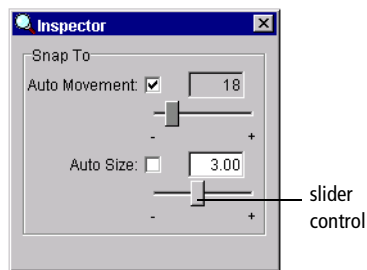 Inspector
Snap To
Auto Movement: 18
- +
Auto Size: 3.00
- +
slider
control